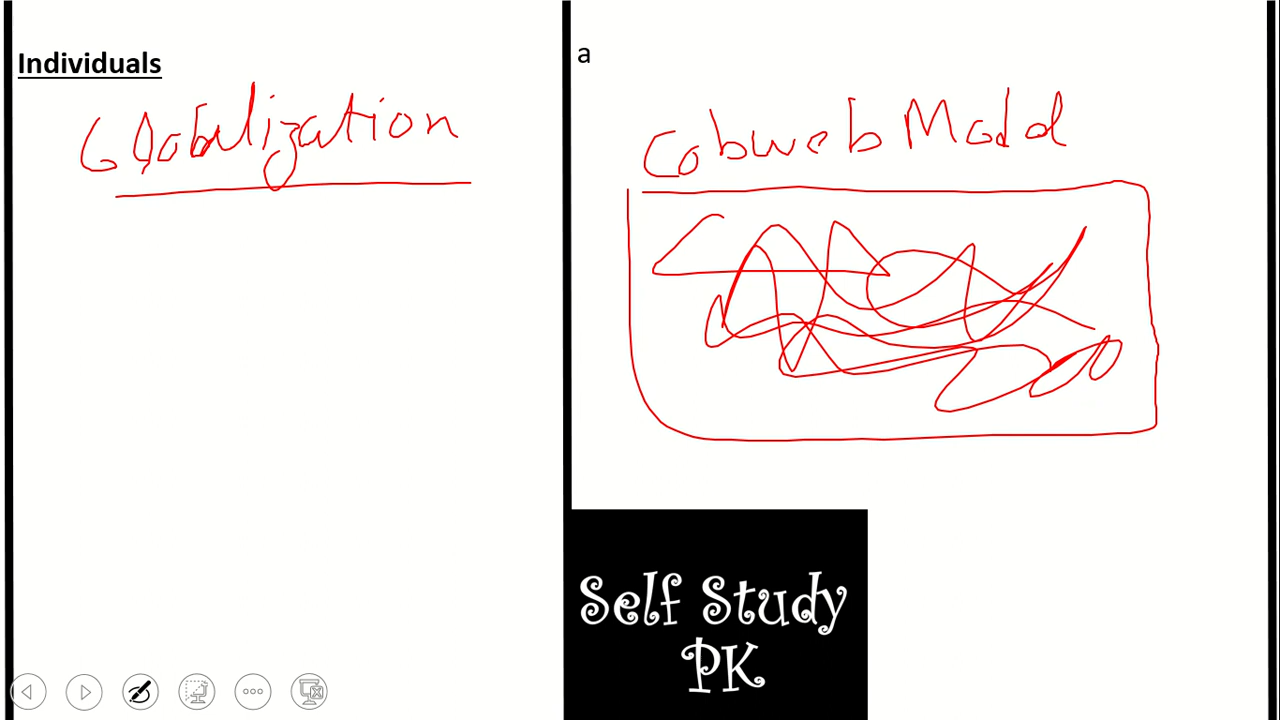 Individuals
Globalization
a
Cobweb Model
Self Study
PK